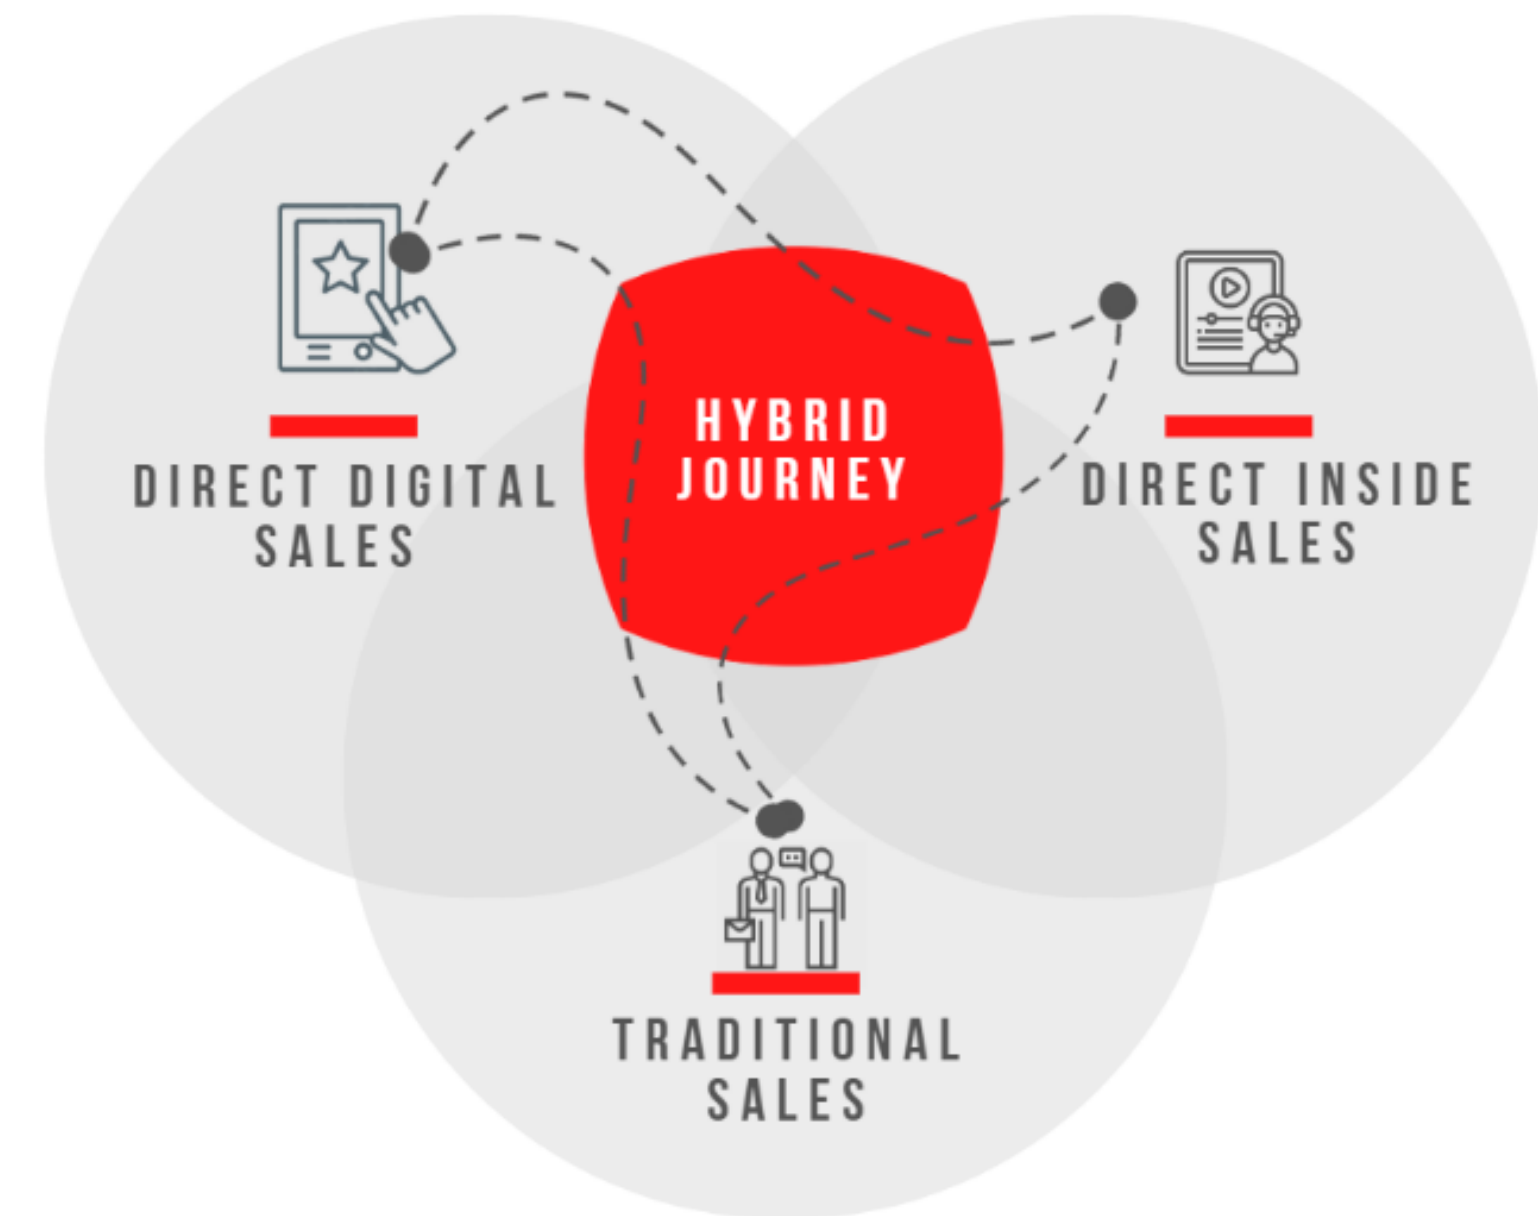 HYBRID
JOURNEY
DIRECT DIGITAL
SALES
DIRECT INSIDE
SALES
TRADITIONAL
SALES